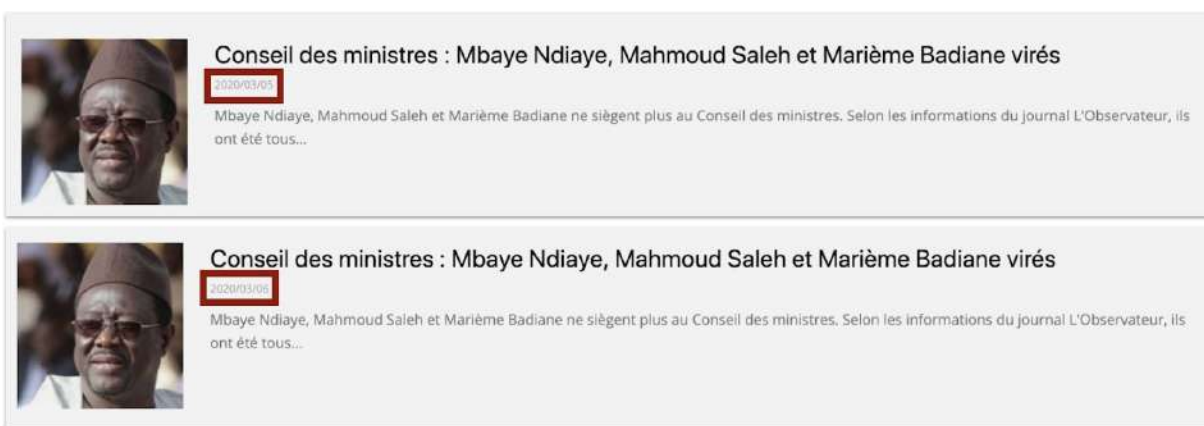 Conseil des ministres : Mbaye Ndiaye, Mahmoud Saleh et Marième Badiane virés
2020/03/05
Mbaye Ndiaye, Mahmoud Saleh et Marième Badiane ne siègent plus au Conseil des ministres. Selon les informations du journal L'Observateur, ils
ont été tous...
Conseil des ministres : Mbaye Ndiaye, Mahmoud Saleh et Marième Badiane virés
2020/03/06
Mbaye Ndiaye, Mahmoud Saleh et Marième Badiane ne siègent plus au Conseil des ministres. Selon les informations du journal L'Observateur, ils
ont été tous...